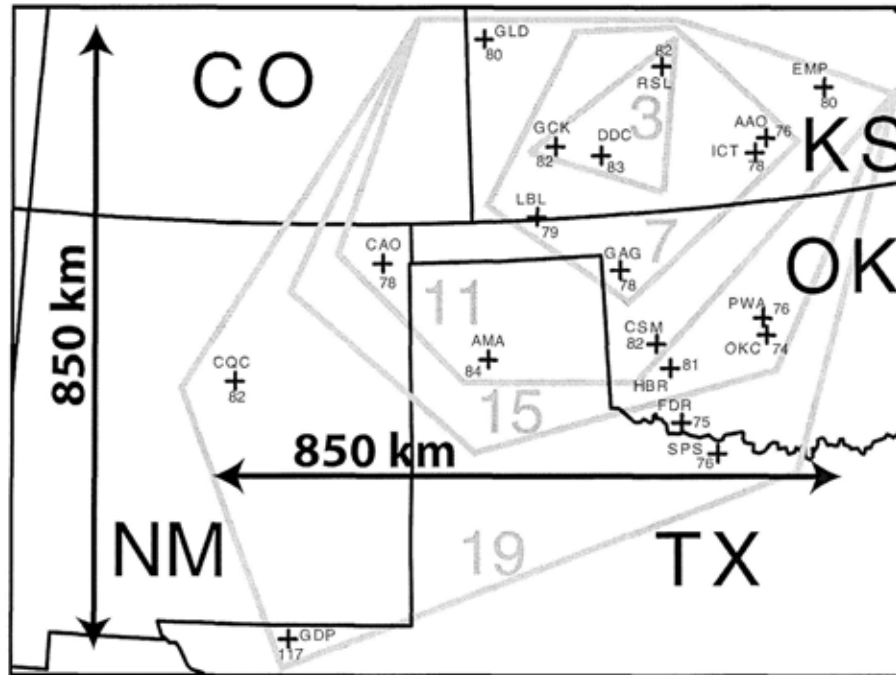 CO
GLD
80
82
RSL
EMP
80
3
GCK
82
DDC
83
AAO
76
ICT
78
KS
LBL
79
7
CAO
78
GAG
78
OK
11
PWA
76
OKC
74
CSM
82
AMA
84
81
HBR
CQC
82
15
FDR
75
SPS
76
850 km
850 km
NM
19
TX
GDP
117